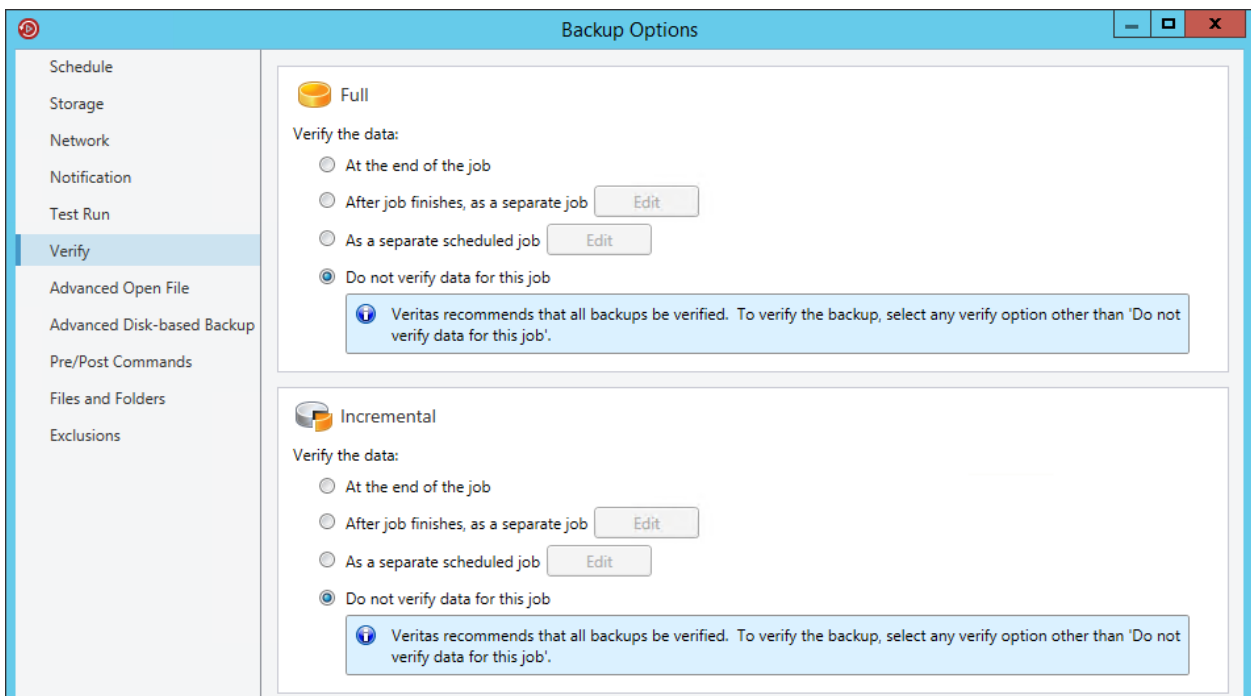 Backup Options
Schedule
Storage
Network
Notification
Test Run
Verify
Advanced Open File
Advanced Disk-based Backup
Pre/Post Commands
Files and Folders
Exclusions
Full
Verify the data:
At the end of the job
After job finishes, as a separate job Edit
As a separate scheduled job Edit
Do not verify data for this job
Veritas recommends that all backups be verified. To verify the backup, select any verify option other than 'Do not
verify data for this job'.
Incremental
Verify the data:
At the end of the job
After job finishes, as a separate job Edit
As a separate scheduled job Edit
Do not verify data for this job
Veritas recommends that all backups be verified. To verify the backup, select any verify option other than 'Do not
verify data for this job'.